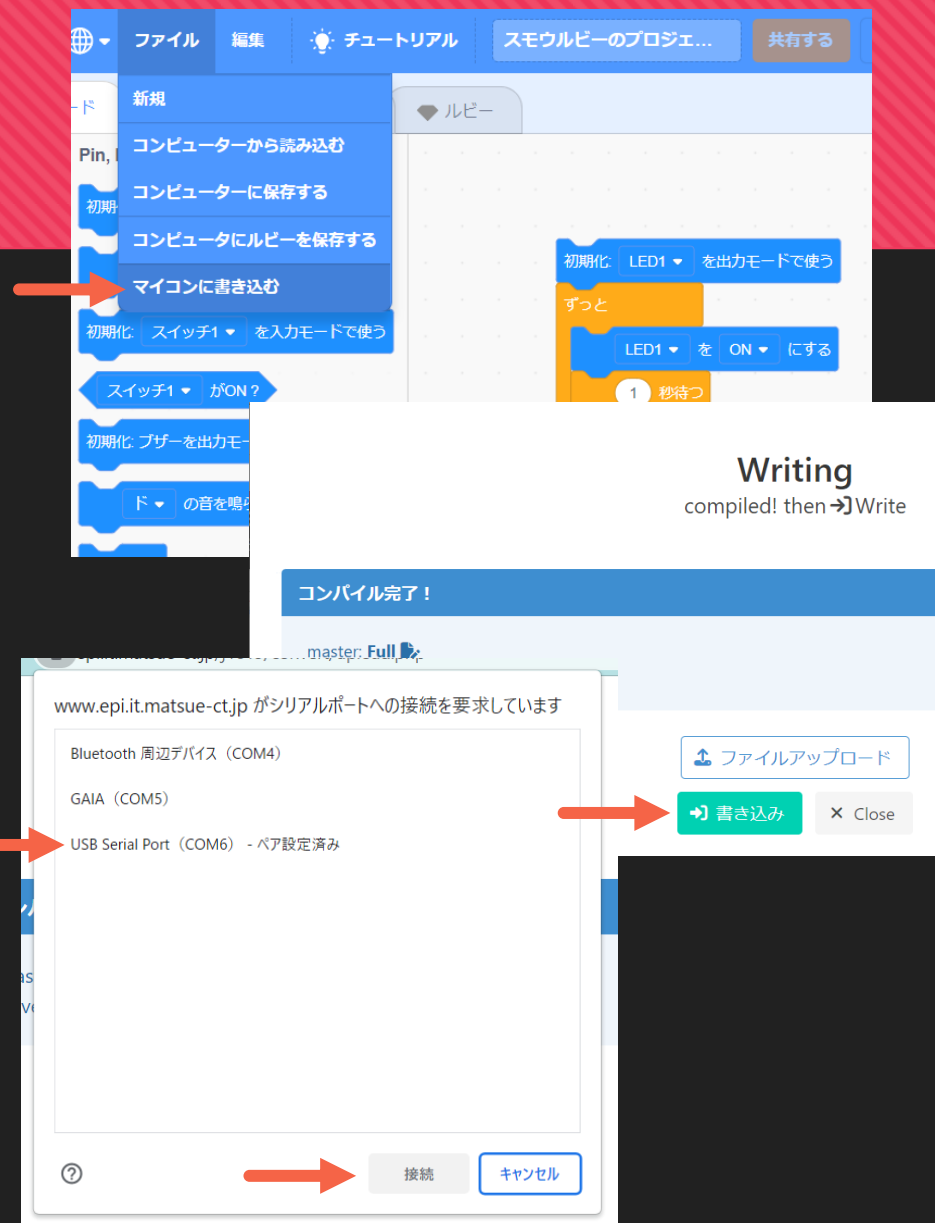 ファイル 編集 チュートリアル スモウルビーのプロジェ... 共有する
ード
ルビー
新規
コンピューターから読み込む
コンピューターに保存する
コンピュータにルビーを保存する
マイコンに書き込む
Pin,
初期
初期化: スイッチ1 を入力モードで使う
スイッチ1 がON?
初期化: ブザーを出力モー
ド の音を鳴ら
初期化: LED1 を出力モードで使う
ずっと
LED1 を ON にする
1 秒待つ
Writing
compiled! then Write
コンパイル完了!
master: Full
ファイルアップロード
書き込み × Close
www.epi.it.matsue-ct.jp がシリアルポートへの接続を要求しています
Bluetooth 周辺デバイス(COM4)
GAIA(COM5)
USB Serial Port(COM6) - ペア設定済み
接続 キャンセル